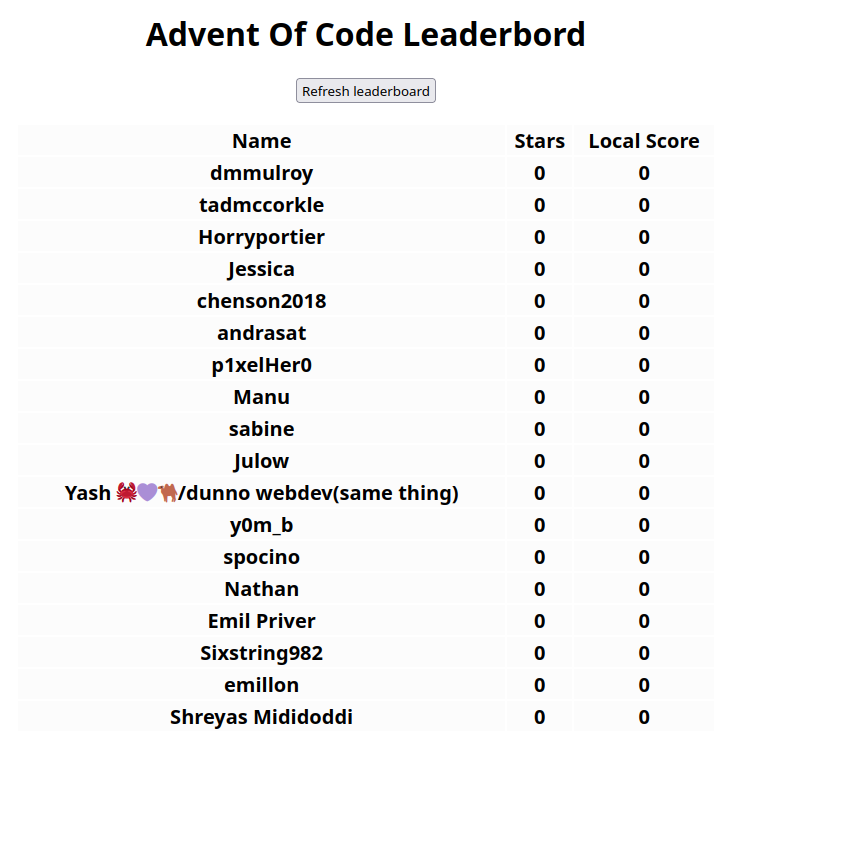 Advent Of Code Leaderbord
Refresh leaderboard
Name Stars Local Score
dmmulroy 0 0
tadmccorkle 0 0
Horryportier 0 0
Jessica 0 0
chenson2018 0 0
andrasat 0 0
p1xelHer0 0 0
Manu 0 0
sabine 0 0
Julow 0 0
Yash 🦀💜🐫/dunno webdev(same thing) 0 0
y0m_b 0 0
spocino 0 0
Nathan 0 0
Emil Priver 0 0
Sixstring982 0 0
emillon 0 0
Shreyas Mididoddi 0 0